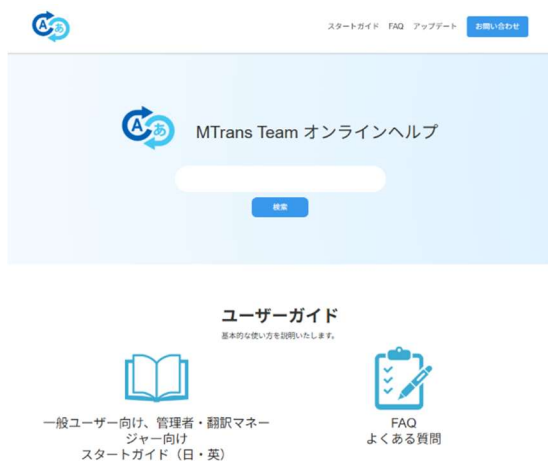 Aあ
スタートガイド FAQ アップデート お問い合わせ
Aあ
MTrans Team オンラインヘルプ
検索
ユーザーガイド
基本的な使い方を説明いたします。
一般ユーザー向け、管理者・翻訳マネー
ジャー向け
スタートガイド（日・英）
FAQ
よくある質問